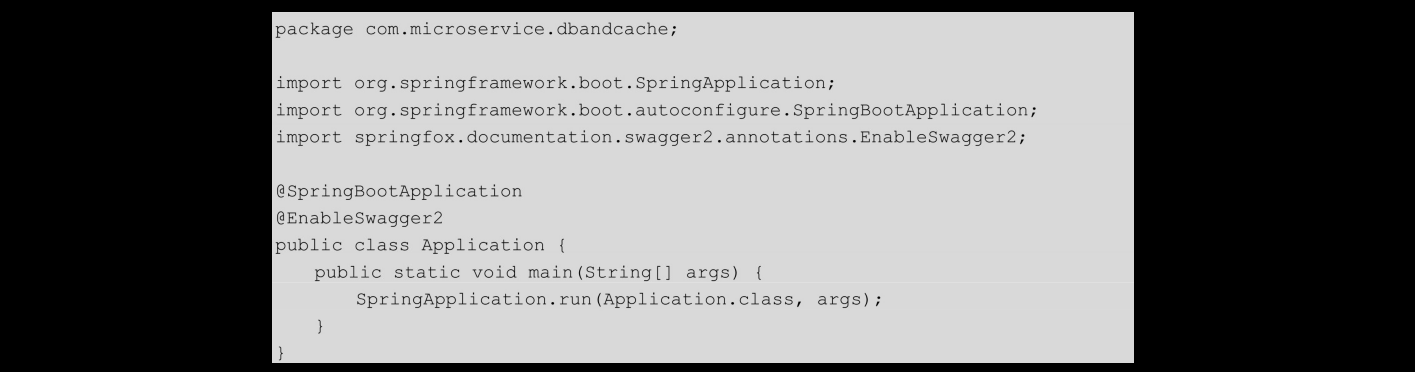 package com.microservice.dbandcache;
import org.springframework.boot.SpringApplication;
import org.springframework.boot.autoconfigure.SpringBootApplication;
import springfox.documentation.swagger2.annotations.EnableSwagger2;
@SpringBootApplication
@EnableSwagger2
public class Application {
    public static void main(String[] args) {
        SpringApplication.run(Application.class, args);
    }
}